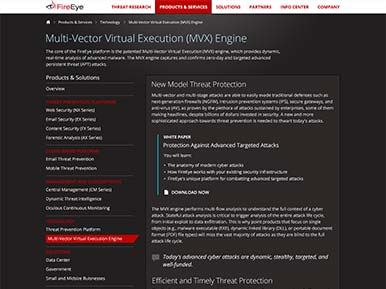 FireEye
THREAT RESEARCH
PRODUCTS & SERVICES
SOLUTIONS
PARTNERS
INFO CENTER
COMPANY
Products & Services > Technology > Multi-Vector Virtual Execution (MVX) Engine
Multi-Vector Virtual Execution (MVX) Engine
The core of the FireEye platform is the patented Multi-Vector Virtual Execution (MVX) engine, which provides dynamic,
real-time analysis of advanced malware. The MVX engine captures and confirms zero-day and targeted advanced
persistent threat (APT) attacks.
Products & Solutions
Overview
Web Security (NX Series)
Email Security (EX Series)
Content Security (FX Series)
Forensic Analysis (AX Series)
Email Threat Prevention
Mobile Threat Prevention
Central Management (CM Series)
Dynamic Threat Intelligence
Oculus Continuous Monitoring
TECHNOLOGY
Threat Prevention Platform
Multi-Vector Virtual Execution Engine
Data Center
Government
Small and Midsize Businesses
New Model Threat Protection
Multi-vector and multi-stage attacks are able to easily evade traditional defenses such as
next-generation firewalls (NGFW), intrusion prevention systems (IPS), secure gateways,
and anti-virus (AV), as proven by the plethora of attacks sustained by enterprises, some of them
making headlines, despite billions of dollars invested in security. A new and more
sophisticated approach towards threat prevention is needed to thwart today's attacks.
WHITE PAPER
Protection Against Advanced Targeted Attacks
You will learn:
• The anatomy of modern cyber attacks
• How FireEye works with your existing security infrastructure
• FireEye's unique platform for combating advanced targeted attacks
DOWNLOAD NOW
The MVX engine performs multi-flow analysis to understand the full context of a cyber
attack. Stateful attack analysis is critical to trigger analysis of the entire attack life cycle,
from initial exploit to data exfiltration. This is why point products that focus on single
objects (e.g., malware executable (EXE), dynamic linked library (DLL), or portable document
format (PDF) file types) will miss the vast majority of attacks as they are blind to the full
attack life cycle.
Today's advanced cyber attacks are dynamic, stealthy, targeted, and
well-funded.
Efficient and Timely Threat Protection